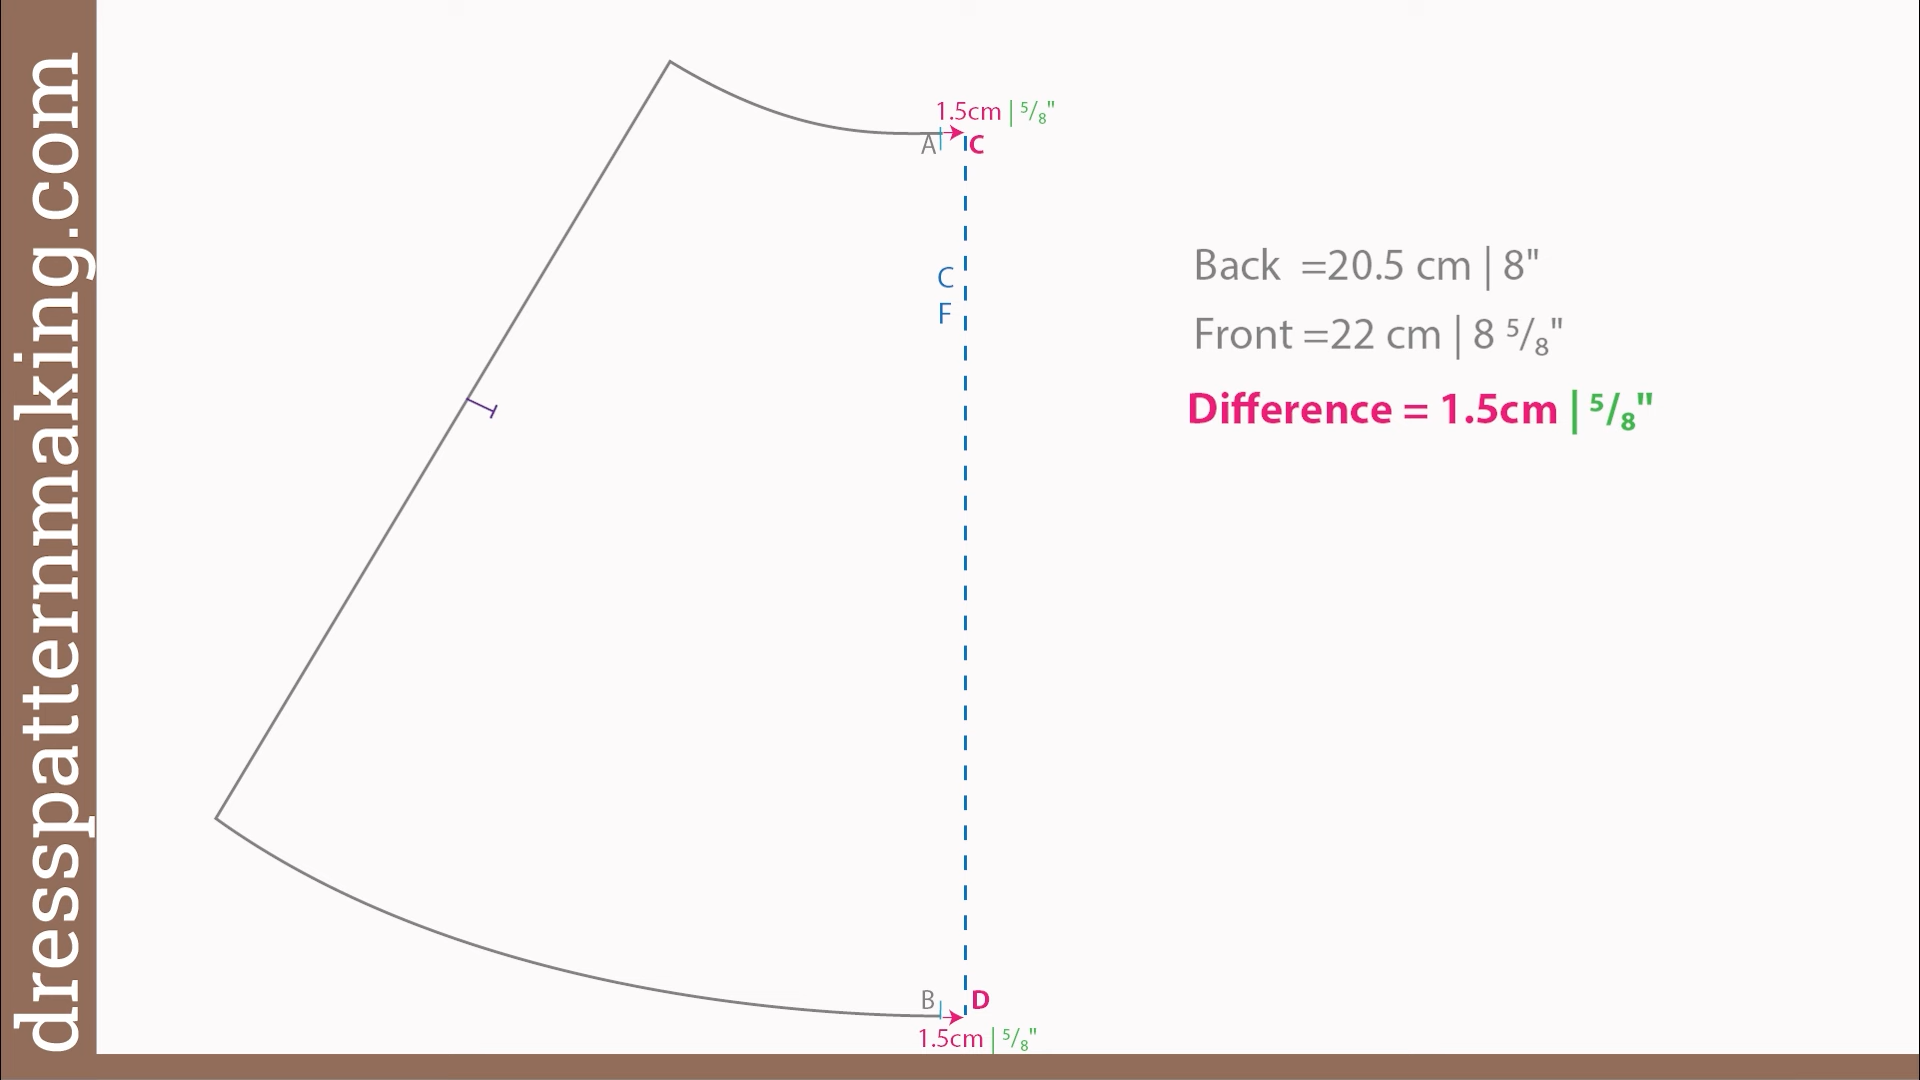 dresspatternmaking.com
1.5cm | 5/8"
A C
C
F
Back =20.5 cm | 8"
Front =22 cm | 8 5/8"
Difference = 1.5cm | 5/8"
B D
1.5cm | 5/8"